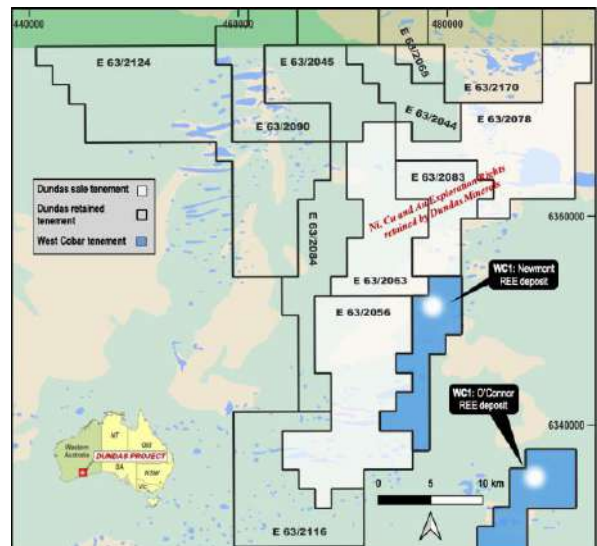 440000
460000
480000
E 63/2124
E 63/2045
E 63/2068
E 63/2170
E 63/2090
E 63/2044
E 63/2078
E 63/2083
Ni, Cu and Au Exploration Rights
retained by Dundas Minerals
Dundas sale tenement
Dundas retained
tenement
West Cobar tenement
6360000
E 63/2084
E 63/2063
WC1: Newmont
REE deposit
E 63/2056
WC1: O'Connor
REE deposit
6340000
Western
Australia
NT
Qld
SA
NSW
VIC
DUNDAS PROJECT
0
5
10 km
E 63/2116